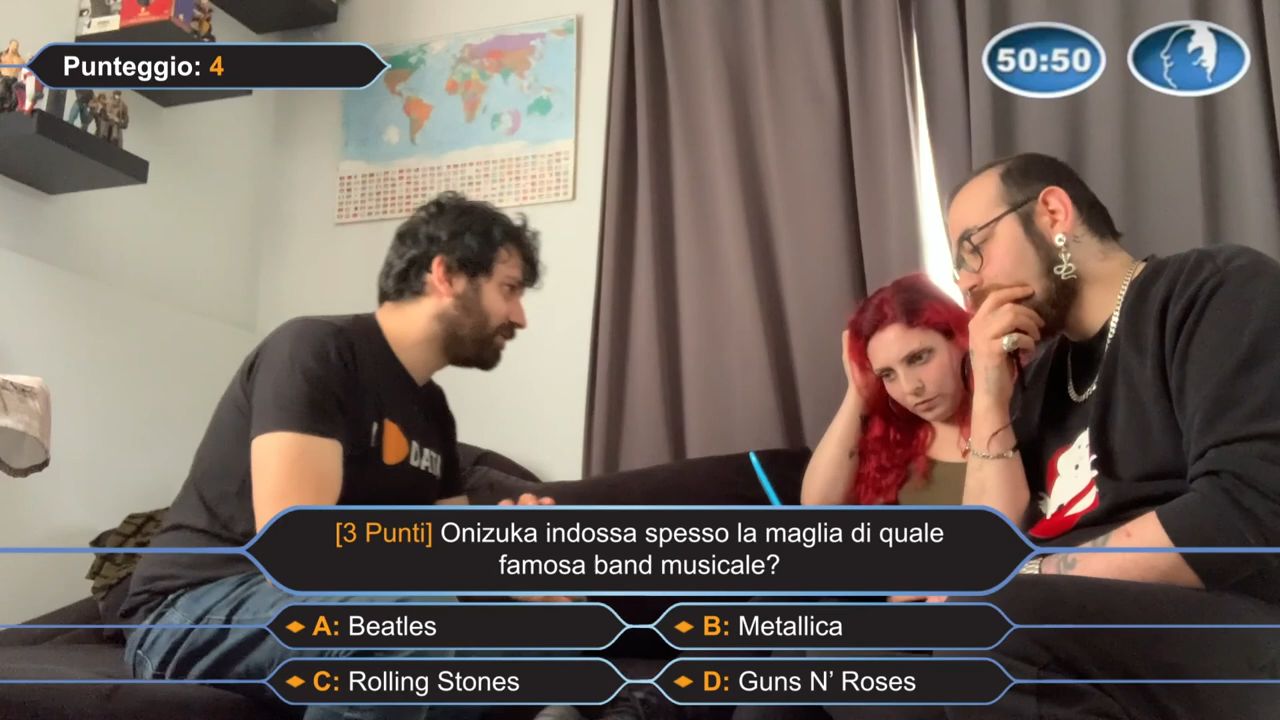 Punteggio: 4
50:50
I DATA
[3 Punti] Onizuka indossa spesso la maglia di quale
famosa band musicale?
A: Beatles
B: Metallica
C: Rolling Stones
D: Guns N’ Roses